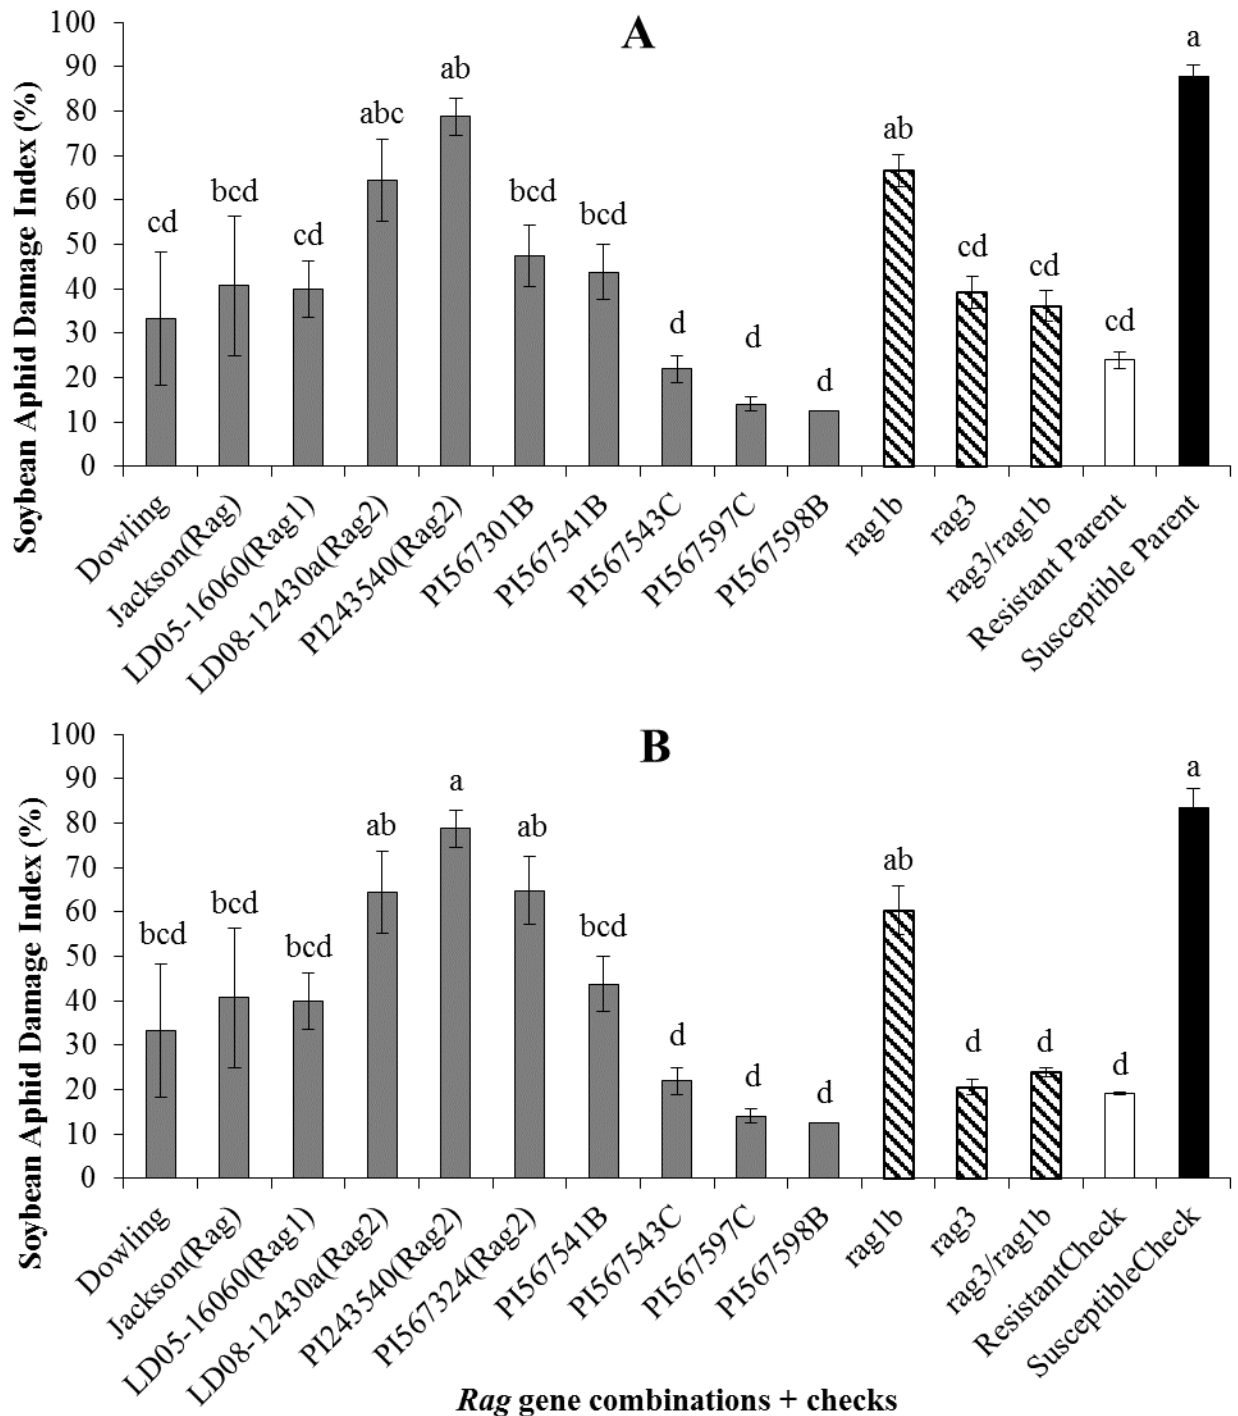 A
Soybean Aphid Damage Index (%)
100
90
80
70
60
50
40
30
20
10
0
cd
bcd
cd
abc
ab
bcd
bcd
d
d
d
ab
cd
cd
cd
a
Dowling
Jackson(Rag)
LD05-16060(Rag1)
LD08-12430a(Rag2)
PI243540(Rag2)
PI567301B
PI567541B
PI567543C
PI567597C
PI567598B
rag1b
rag3
rag3/rag1b
Resistant Parent
Susceptible Parent
B
Soybean Aphid Damage Index (%)
100
90
80
70
60
50
40
30
20
10
0
bcd
bcd
bcd
ab
a
ab
bcd
d
d
d
ab
d
d
d
a
Dowling
Jackson(Rag)
LD05-16060(Rag1)
LD08-12430a(Rag2)
PI243540(Rag2)
PI567324(Rag2)
PI567541B
PI567543C
PI567597C
PI567598B
rag1b
rag3
rag3/rag1b
ResistantCheck
SusceptibleCheck
Rag gene combinations + checks